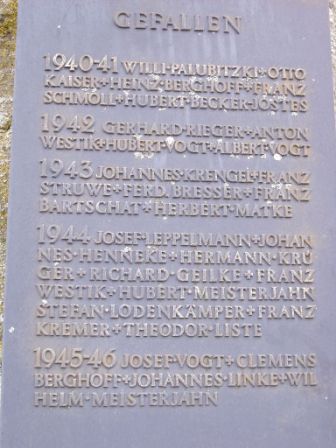 GEFALLEN
1940-41 WILLI·PALUBITZKI+OTTO
KAISER+HEINZ·BERGHOFF+FRANZ
SCHMOLL+HUBERT·BECKER-JOSTES
1942 GERHARD·RIEGER+ANTON
WESTIK+HUBERT·VOGT·ALBERT·VOGT
1943 JOHANNES·KRENGEL+FRANZ
STRUWE+FERD. BRESSER+FRANZ
BARTSCHAT+HERBERT·MATKE
1944 JOSEF·LEPPELMANN+JOHAN
NES·HENNEKE+HERMANN·KRÜ
GER+RICHARD·GEILKE+FRANZ
WESTIK+HUBERT·MEISTERJAHN
STEFAN·LODENKÄMPER+FRANZ
KREMER+THEODOR·LISTE
1945-46 JOSEF·VOGT+CLEMENS
BERGHOFF+JOHANNES·LINKE+WIL
HELM·MEISTERJAHN